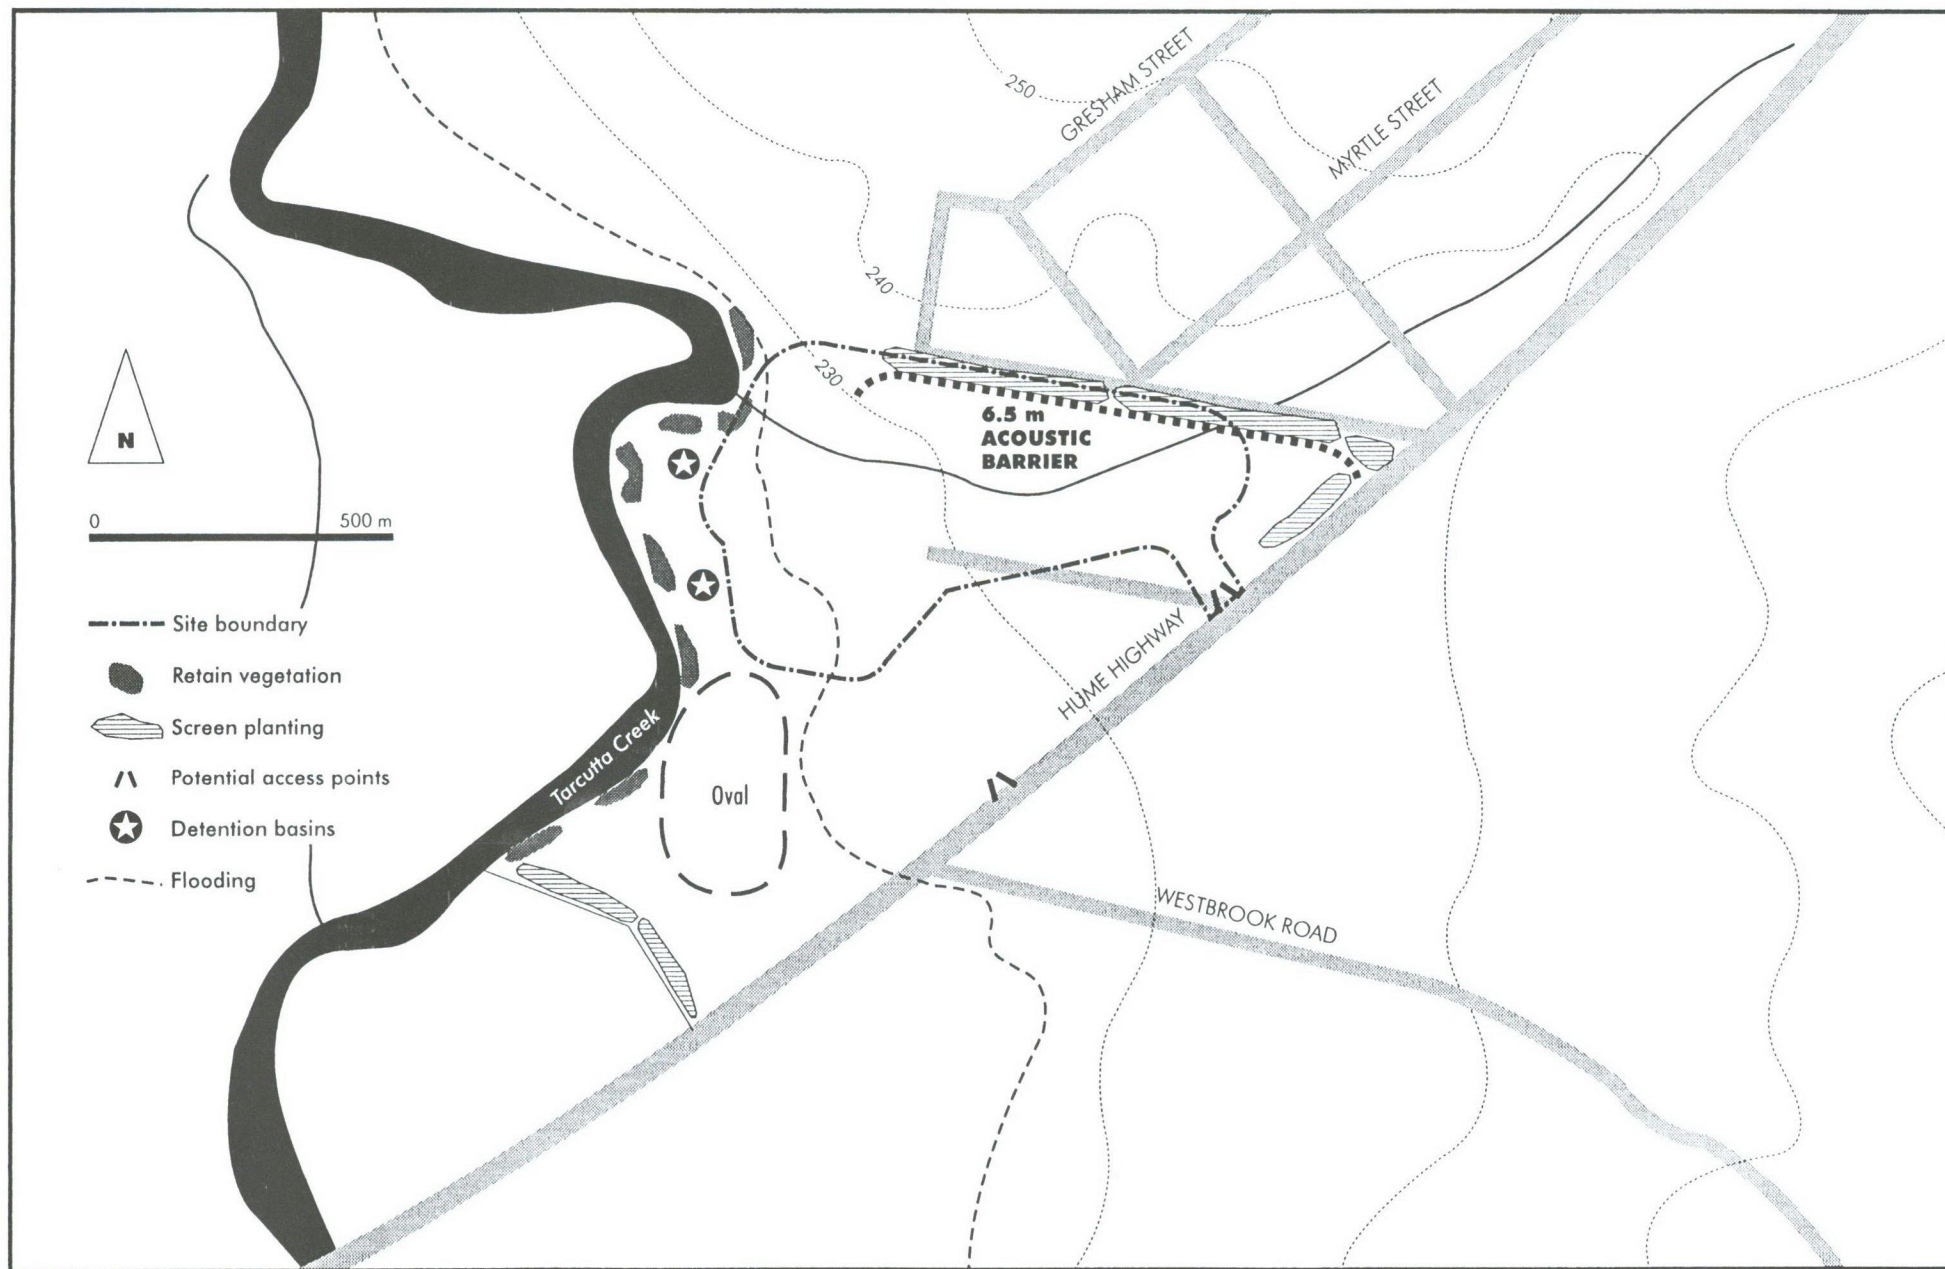 GRESHAM STREET
MYRTLE STREET
250
240
230
6.5 m
ACOUSTIC
BARRIER
N
0 500 m
Site boundary
Retain vegetation
Screen planting
Potential access points
Detention basins
Flooding
HUME HIGHWAY
Tarcutta Creek
Oval
WESTBROOK ROAD